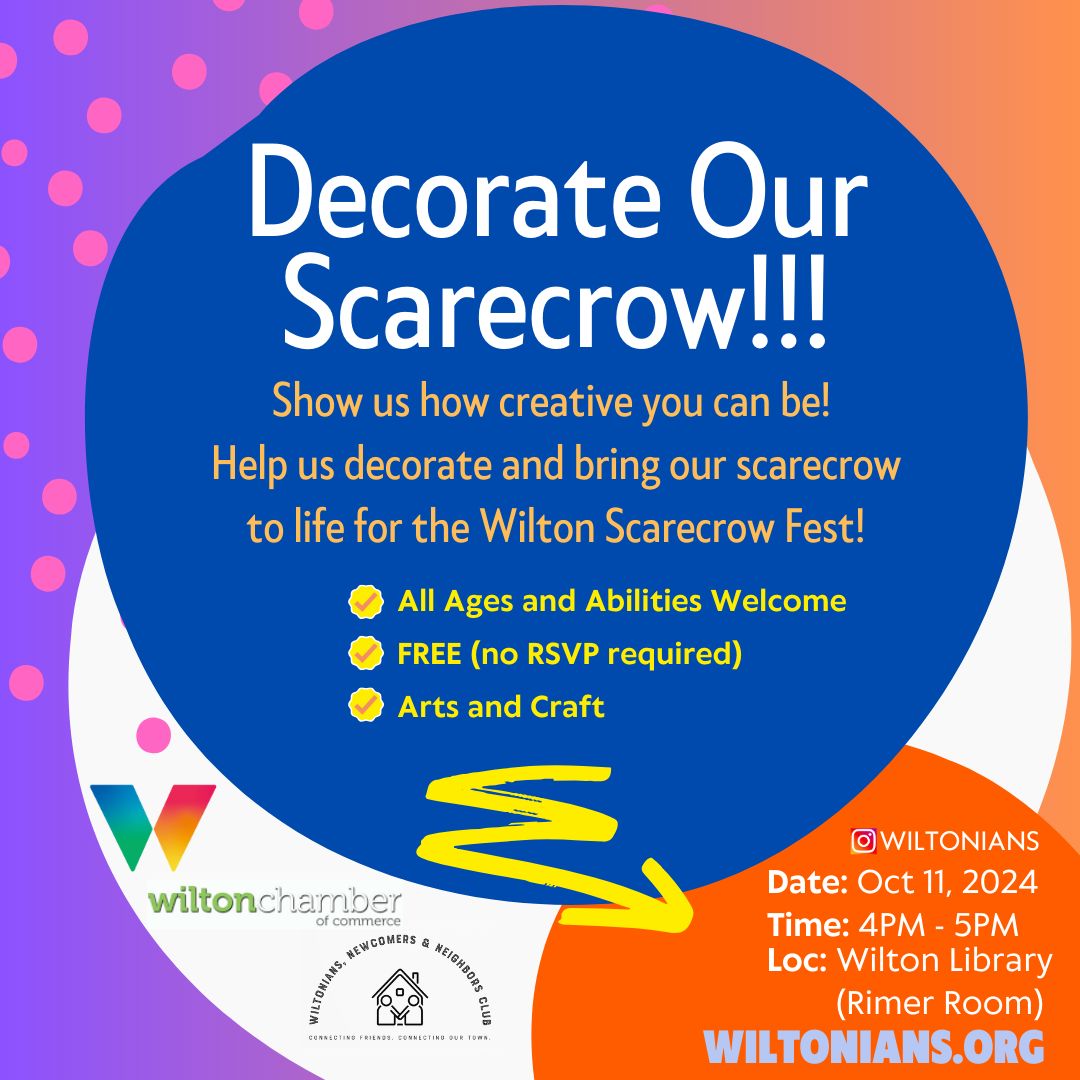 Decorate Our
Scarecrow!!!
Show us how creative you can be!
Help us decorate and bring our scarecrow
to life for the Wilton Scarecrow Fest!
All Ages and Abilities Welcome
FREE (no RSVP required)
Arts and Craft
wiltonchamber
of commerce
WILTONIANS, NEWCOMERS & NEIGHBORS CLUB
CONNECTING FRIENDS. CONNECTING OUR TOWN.
WILTONIANS
Date: Oct 11, 2024
Time: 4PM - 5PM
Loc: Wilton Library
(Rimer Room)
WILTONIANS.ORG